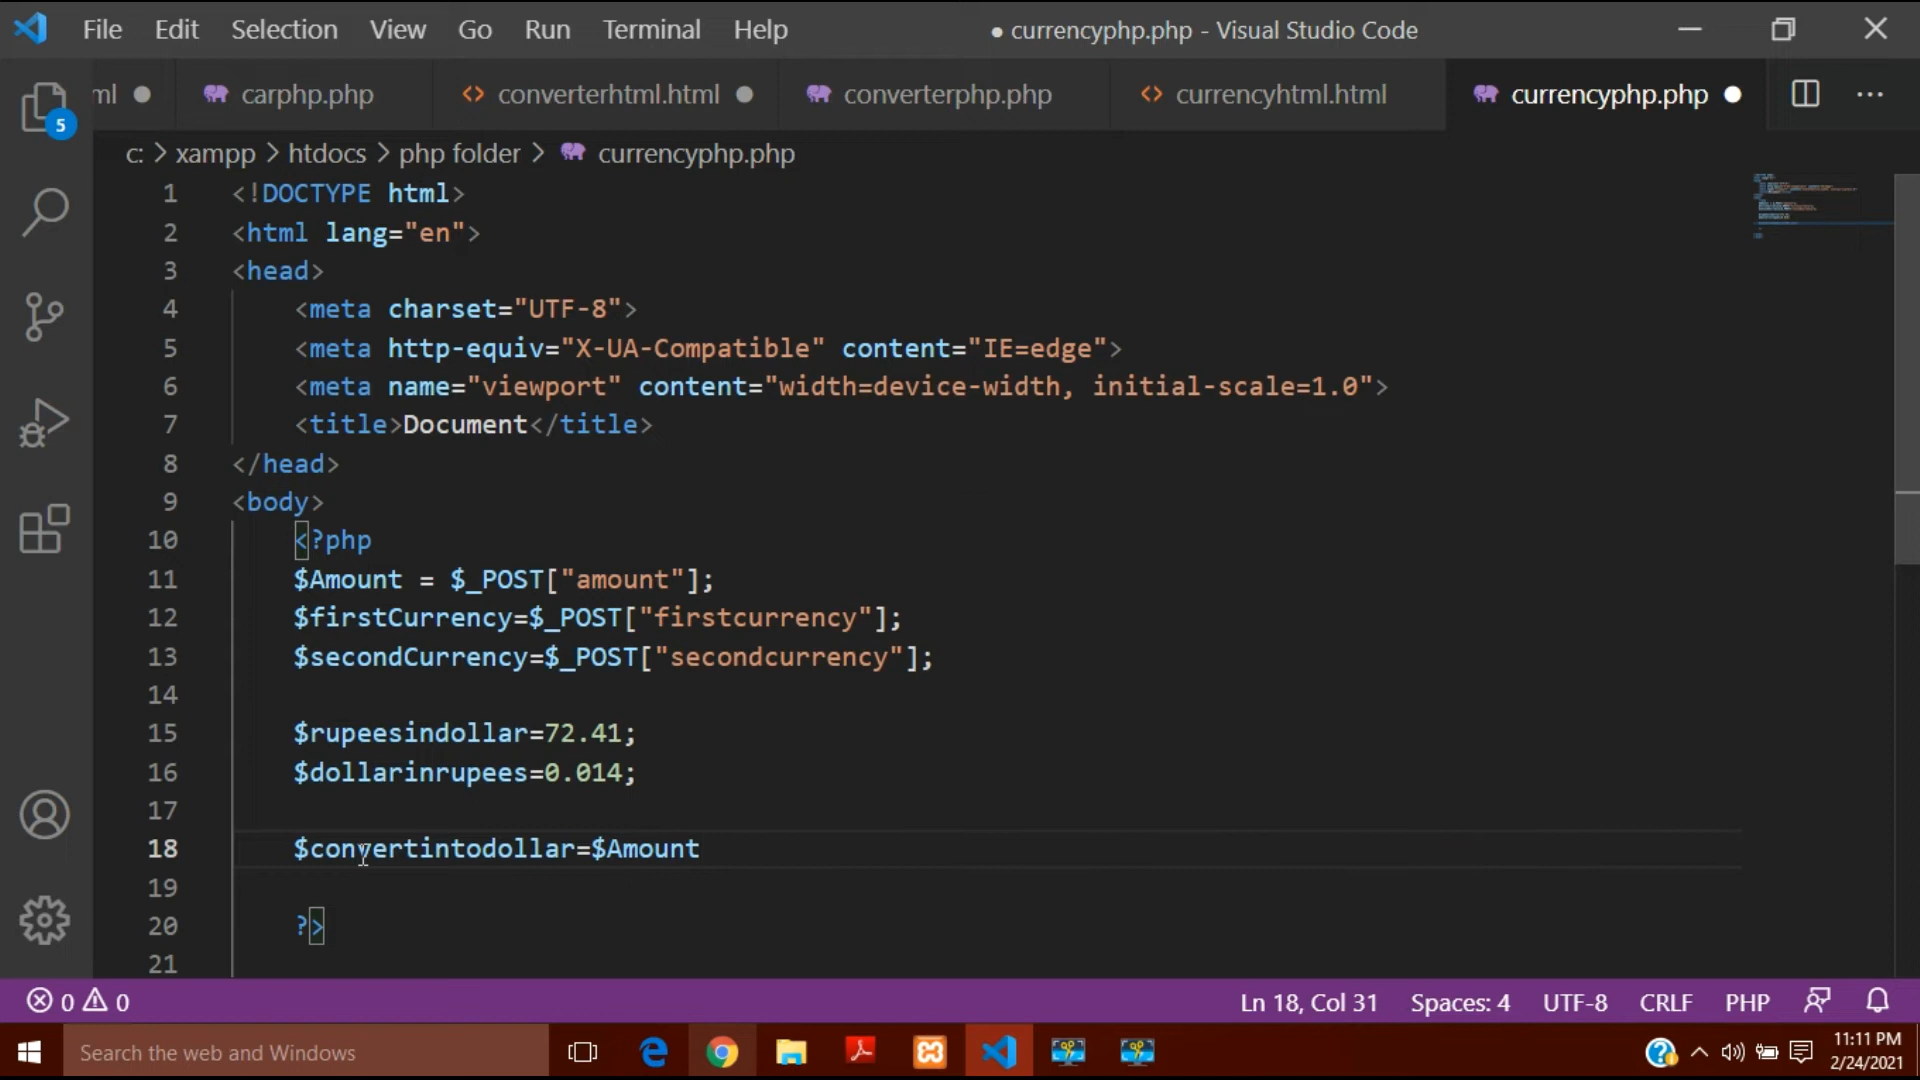 File Edit Selection View Go Run Terminal Help ● currencyphp.php - Visual Studio Code
ml ● carphp.php <> converterhtml.html ● converterphp.php <> currencyhtml.html currencyphp.php ● ···
5
c: > xampp > htdocs > php folder > currencyphp.php
1 <!DOCTYPE html>
2 <html lang="en">
3 <head>
4 <meta charset="UTF-8">
5 <meta http-equiv="X-UA-Compatible" content="IE=edge">
6 <meta name="viewport" content="width=device-width, initial-scale=1.0">
7 <title>Document</title>
8 </head>
9 <body>
10 <?php
11 $Amount = $_POST["amount"];
12 $firstCurrency=$_POST["firstcurrency"];
13 $secondCurrency=$_POST["secondcurrency"];
14
15 $rupeesindollar=72.41;
16 $dollarinrupees=0.014;
17
18 $convertintodollar=$Amount
19
20 ?>
21
0 0 Ln 18, Col 31 Spaces: 4 UTF-8 CRLF PHP
Search the web and Windows 11:11 PM
2/24/2021